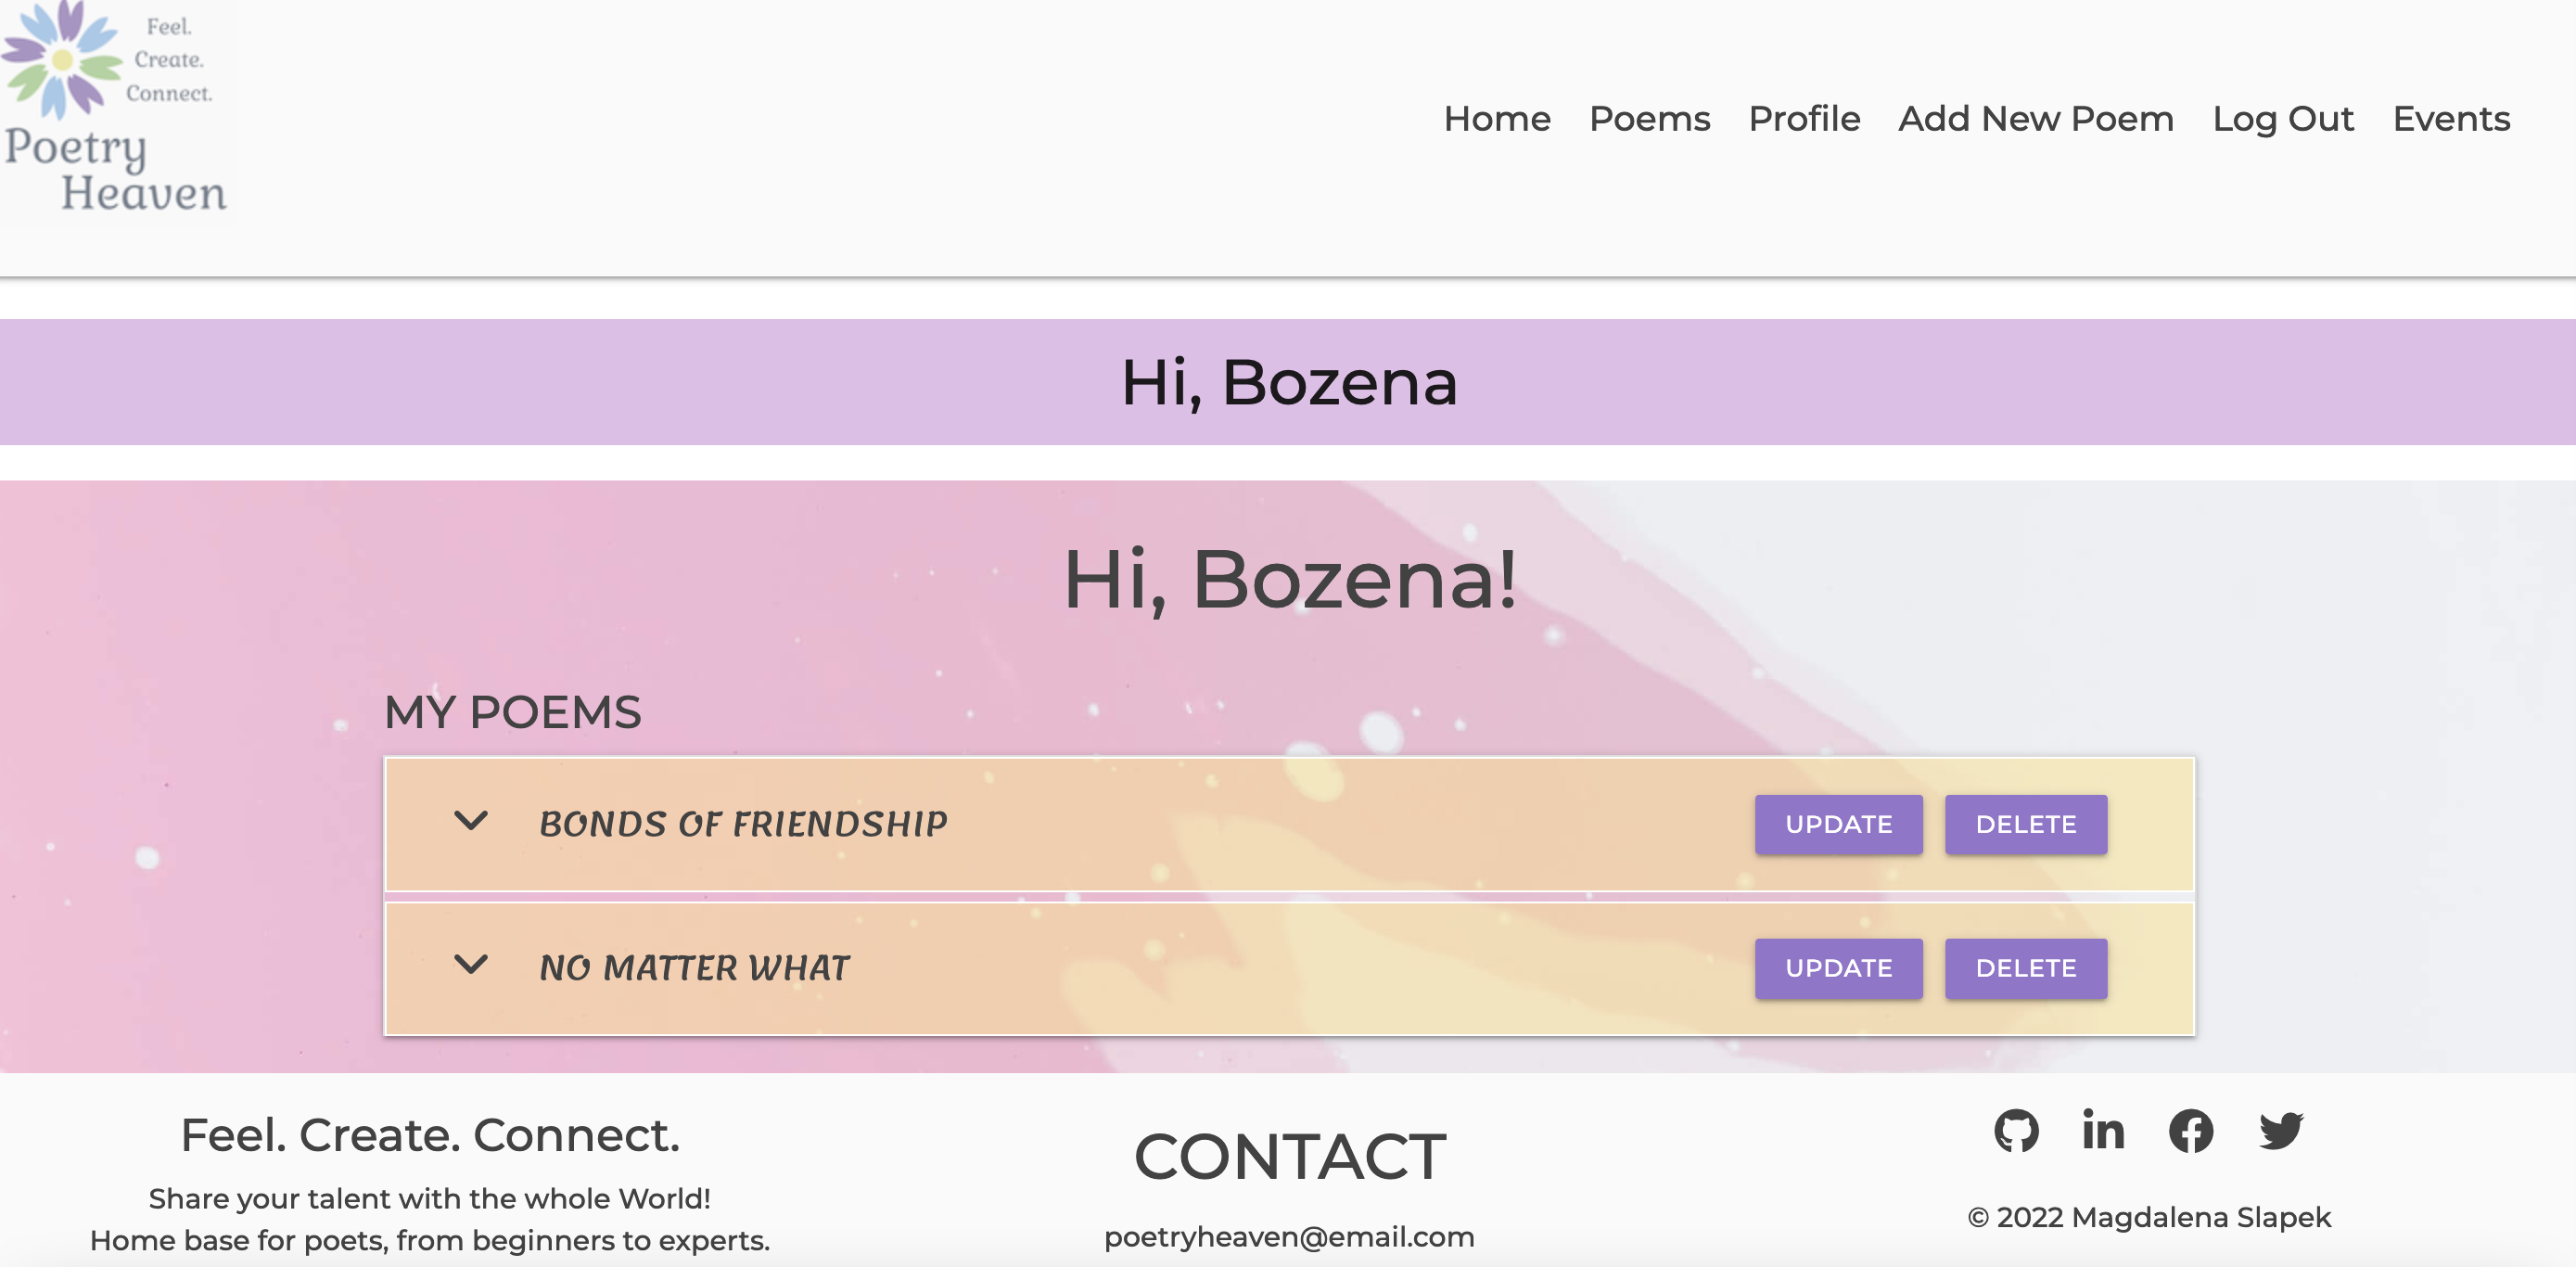 Feel.
Create.
Connect.
Poetry
Heaven
Home Poems Profile Add New Poem Log Out Events
Hi, Bozena
Hi, Bozena!
MY POEMS
BONDS OF FRIENDSHIP UPDATE DELETE
NO MATTER WHAT UPDATE DELETE
Feel. Create. Connect.
Share your talent with the whole World!
Home base for poets, from beginners to experts.
CONTACT
poetryheaven@email.com
© 2022 Magdalena Slapek